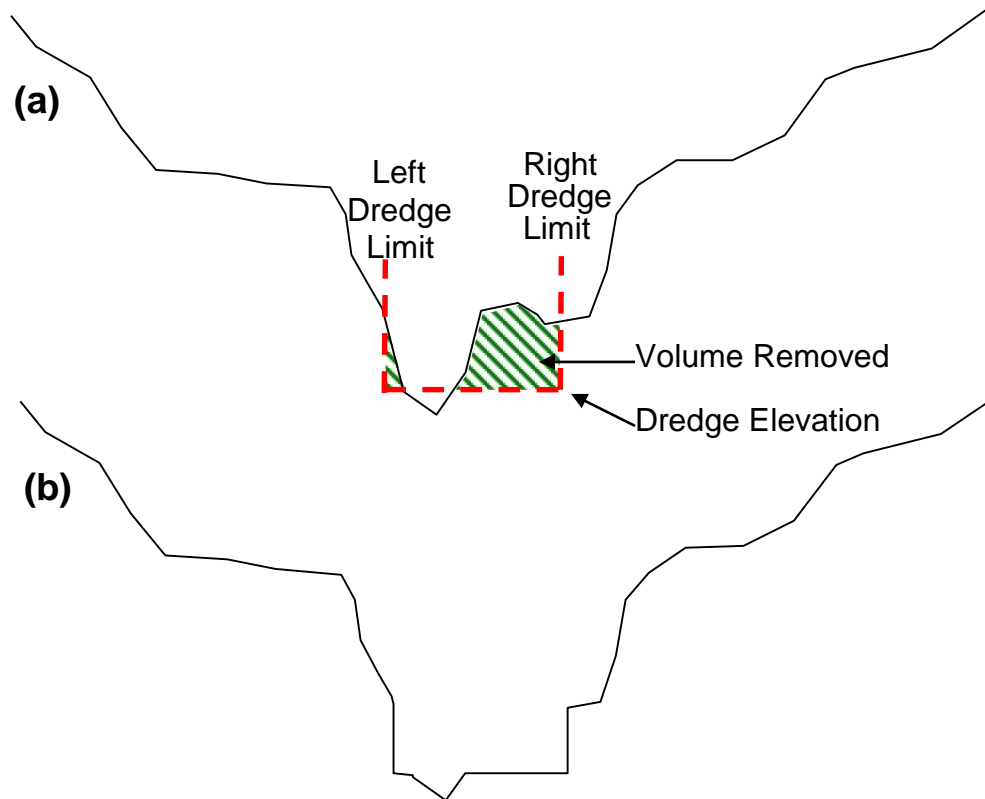 (a)
Left
Dredge
Limit
Right
Dredge
Limit
Volume Removed
Dredge Elevation
(b)